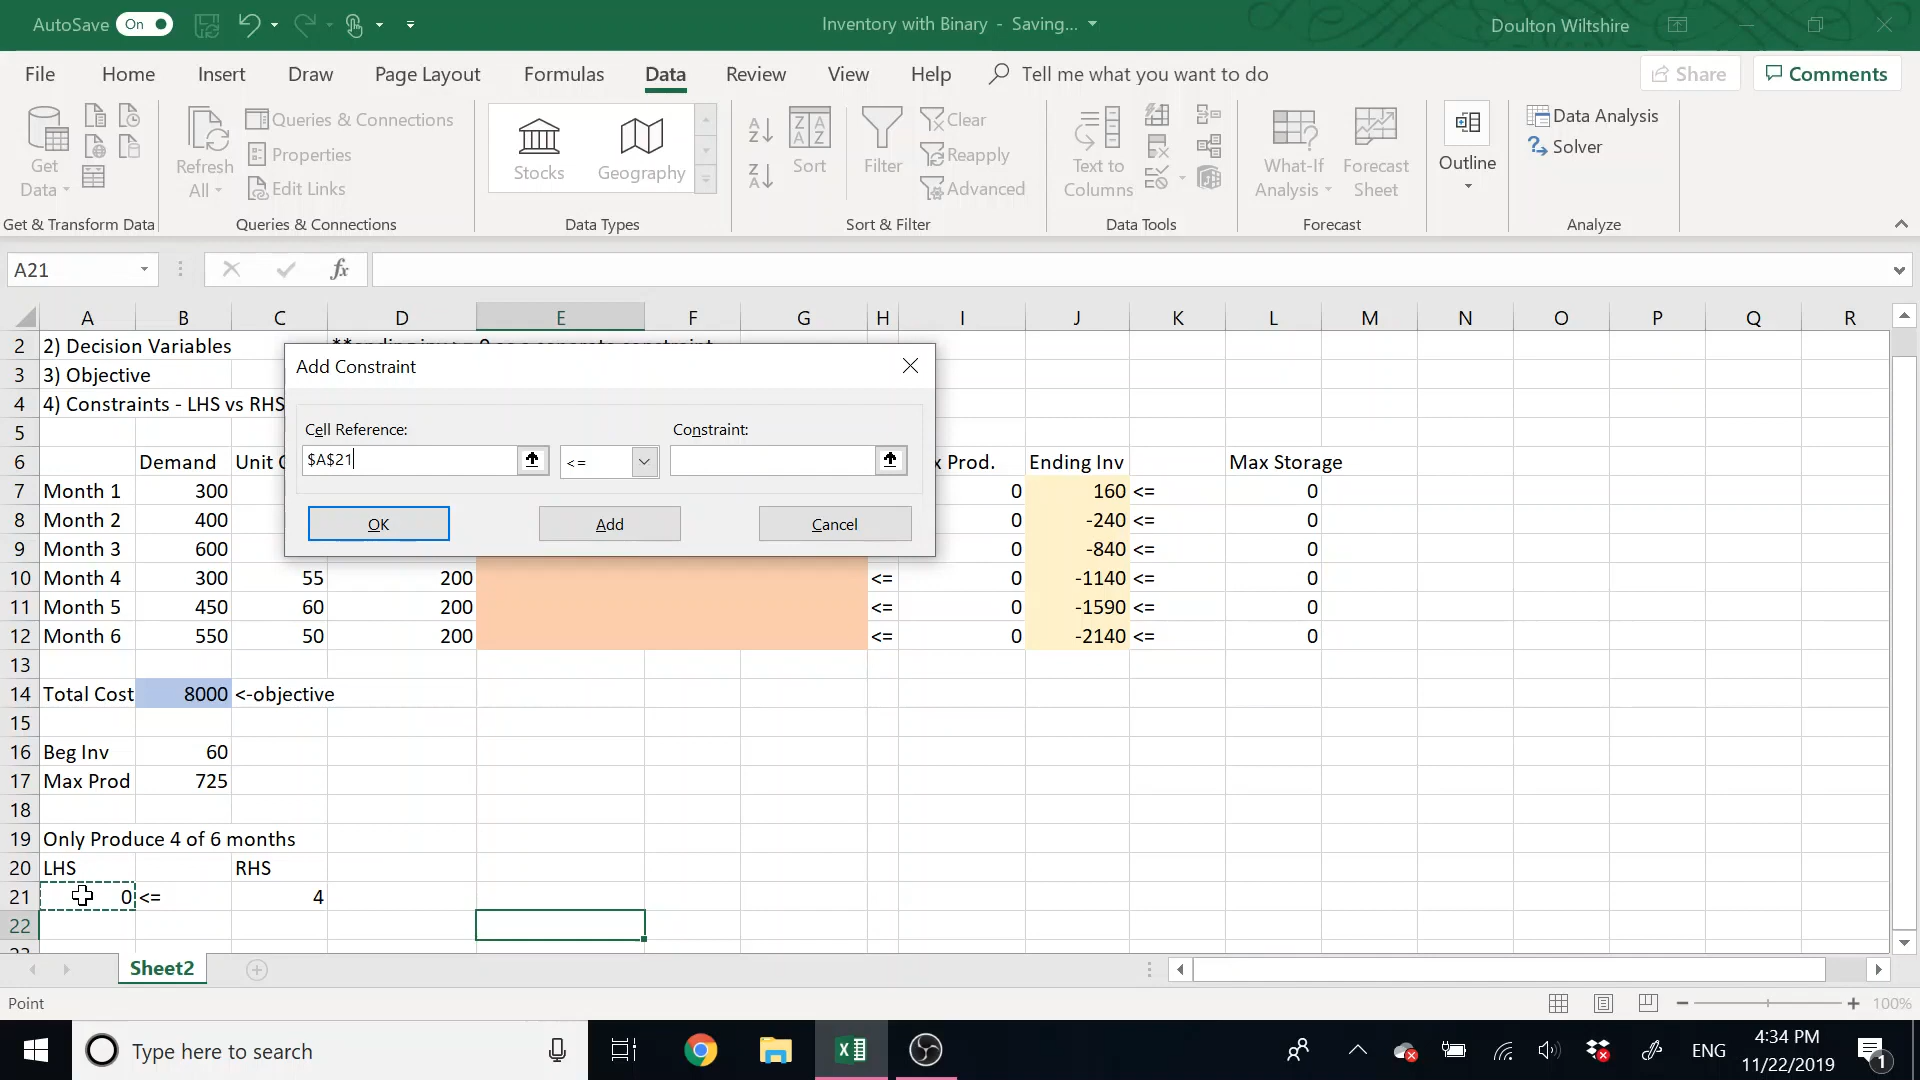 AutoSave On
Inventory with Binary - Saving...
Doulton Wiltshire
File Home Insert Draw Page Layout Formulas Data Review View Help Tell me what you want to do
Share Comments
Get Data
Refresh All
Queries & Connections
Properties
Edit Links
Stocks Geography
A Z
Z A
Z A A Z
Sort
Filter
Clear
Reapply
Advanced
Text to Columns
What-If Analysis
Forecast Sheet
Outline
Data Analysis
Solver
Get & Transform Data Queries & Connections Data Types Sort & Filter Data Tools Forecast Analyze
A21 fx
A B C D E F G H I J K L M N O P Q R
2 2) Decision Variables
3 3) Objective
4 4) Constraints - LHS vs RHS
5
6 Demand Unit Prod. Ending Inv Max Storage
7 Month 1 300 0 160 <= 0
8 Month 2 400 0 -240 <= 0
9 Month 3 600 0 -840 <= 0
10 Month 4 300 55 200 <= 0 -1140 <= 0
11 Month 5 450 60 200 <= 0 -1590 <= 0
12 Month 6 550 50 200 <= 0 -2140 <= 0
13
14 Total Cost 8000 <-objective
15
16 Beg Inv 60
17 Max Prod 725
18
19 Only Produce 4 of 6 months
20 LHS RHS
21 0 <= 4
22
Add Constraint
Cell Reference: Constraint:
$A$21 <=
OK Add Cancel
Sheet2
Point
100%
Type here to search
ENG
4:34 PM
11/22/2019
1